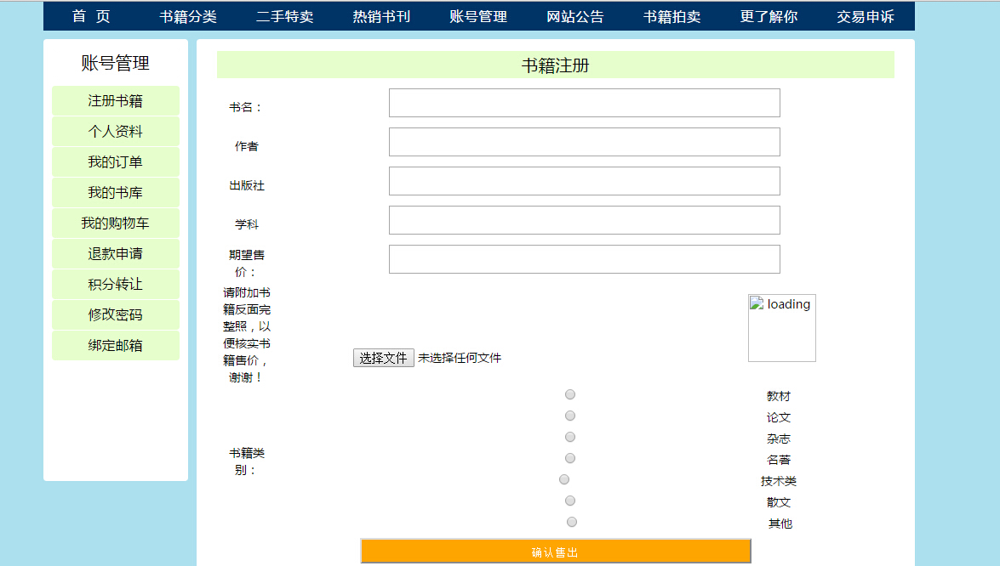 首 页 书籍分类 二手特卖 热销书刊 账号管理 网站公告 书籍拍卖 更了解你 交易申诉
账号管理
注册书籍
个人资料
我的订单
我的书库
我的购物车
退款申请
积分转让
修改密码
绑定邮箱
书籍注册
书名：
作者
出版社
学科
期望售
价：
请附加书
籍反面完
整照，以
便核实书
籍售价，
谢谢！
选择文件 未选择任何文件
loading
书籍类
别：
教材
论文
杂志
名著
技术类
散文
其他
确认售出